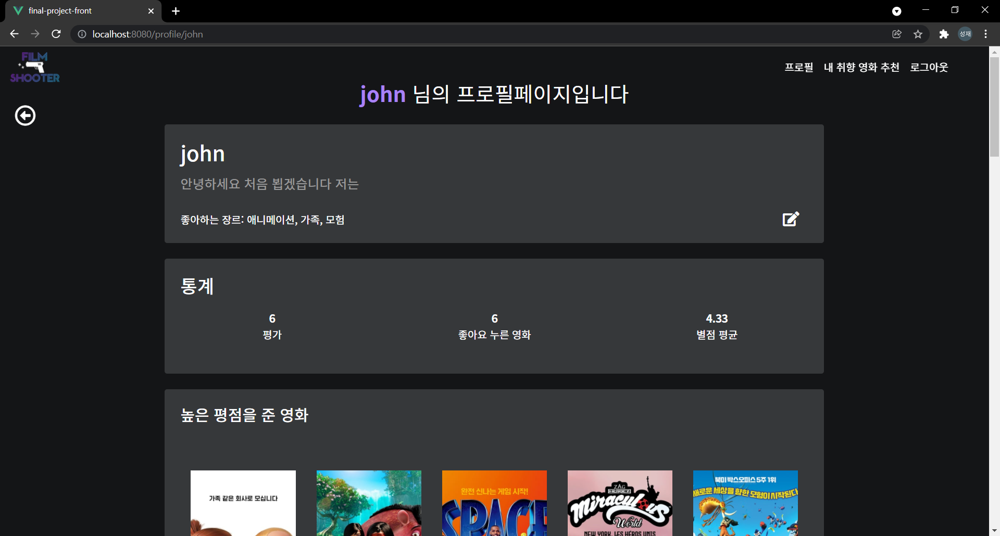 final-project-front
localhost:8080/profile/john
성재
FILM
SHOOTER
프로필 내 취향 영화 추천 로그아웃
john 님의 프로필페이지입니다
john
안녕하세요 처음 뵙겠습니다 저는
좋아하는 장르: 애니메이션, 가족, 모험
통계
6
평가
6
좋아요 누른 영화
4.33
별점 평균
높은 평점을 준 영화
가족 같은 회사로 모십니다
완전 신나는 게임 시작!
SPACE
ZAG
HEROEZ
Miraculous
World
NEW YORK, LES HÉROS UNIS
북미 박스오피스 5주 1위
새로운 세상을 향한 모험이 시작된다